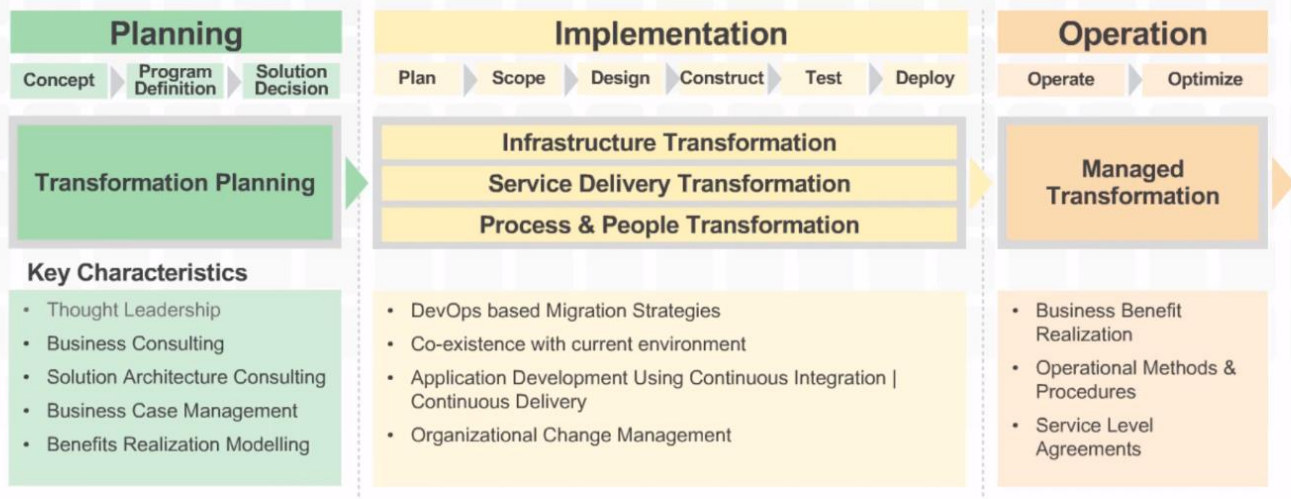 Planning
Concept
Program
Definition
Solution
Decision
Transformation Planning
Key Characteristics
• Thought Leadership
• Business Consulting
• Solution Architecture Consulting
• Business Case Management
• Benefits Realization Modelling
Implementation
Plan
Scope
Design
Construct
Test
Deploy
Infrastructure Transformation
Service Delivery Transformation
Process & People Transformation
• DevOps based Migration Strategies
• Co-existence with current environment
• Application Development Using Continuous Integration |
Continuous Delivery
• Organizational Change Management
Operation
Operate
Optimize
Managed
Transformation
• Business Benefit
Realization
• Operational Methods &
Procedures
• Service Level
Agreements